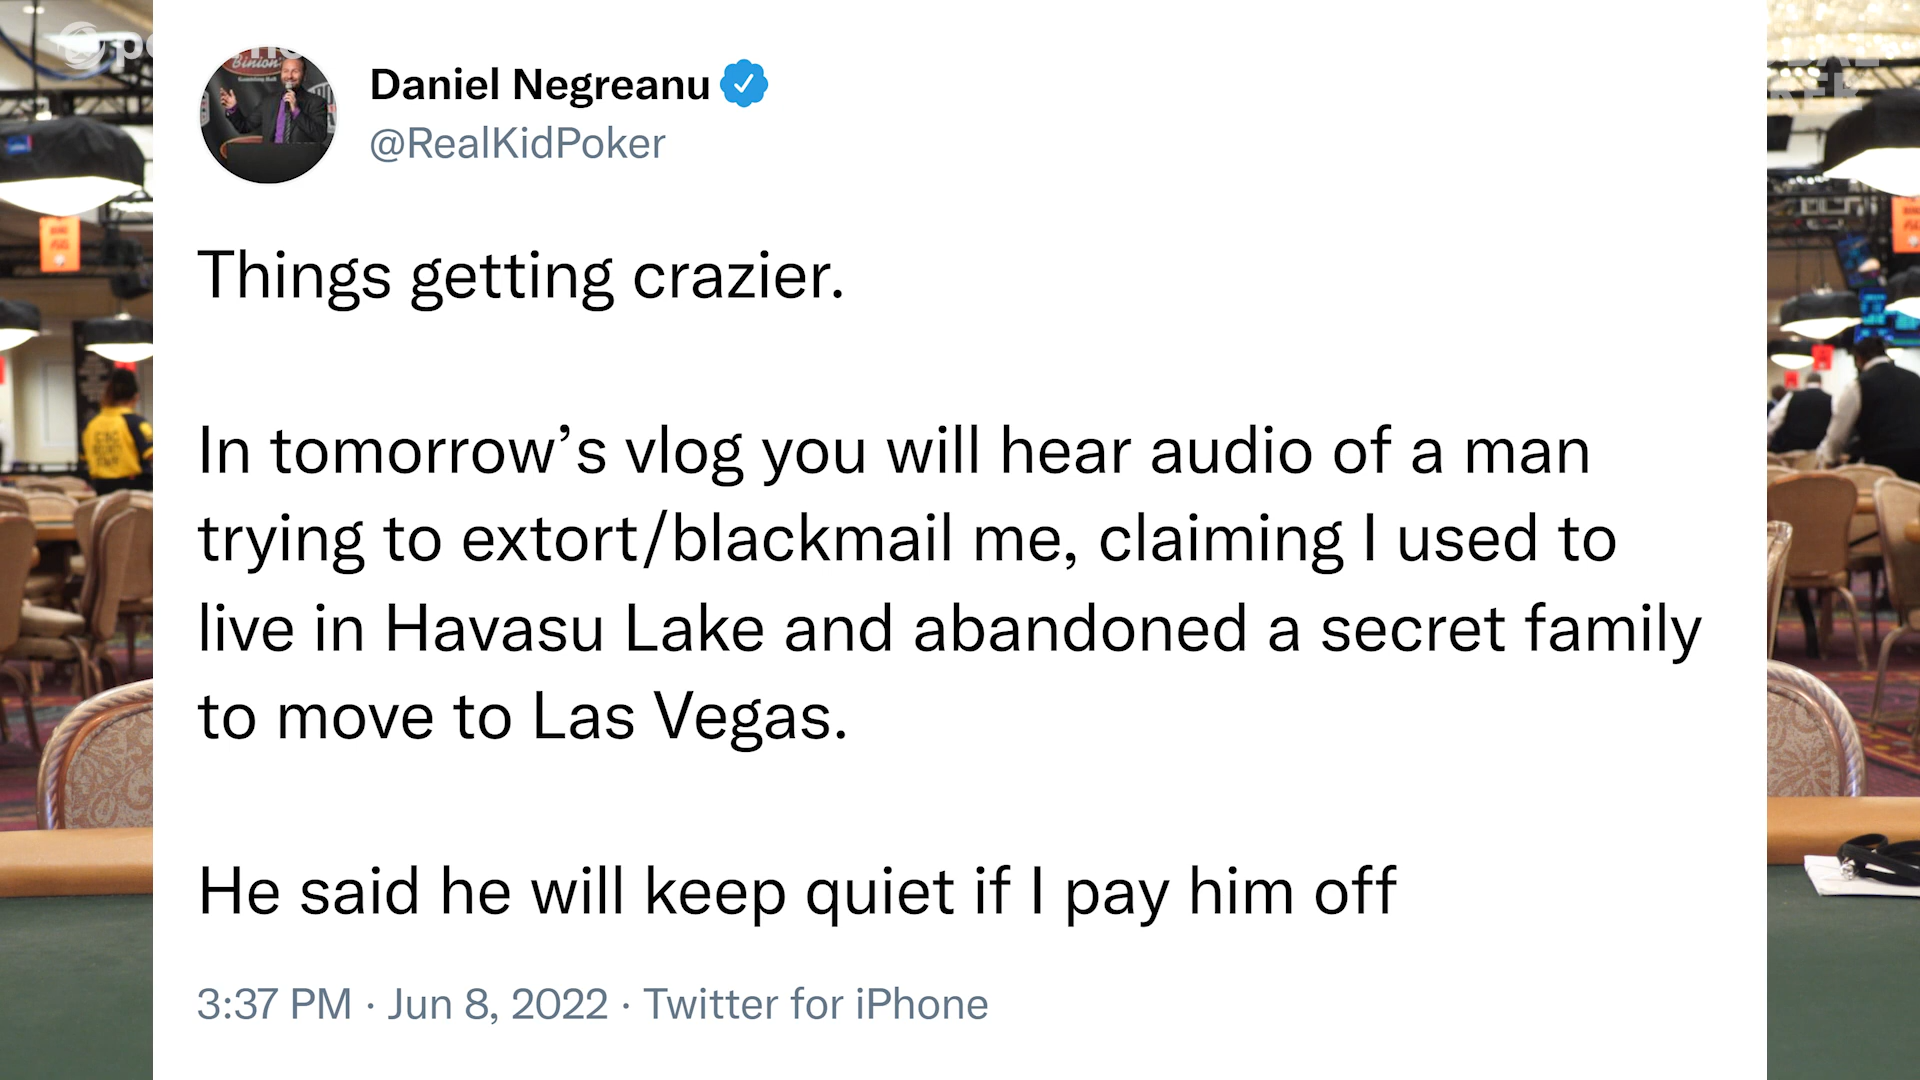 Daniel Negreanu
@RealKidPoker
Things getting crazier.
In tomorrow’s vlog you will hear audio of a man
trying to extort/blackmail me, claiming I used to
live in Havasu Lake and abandoned a secret family
to move to Las Vegas.
He said he will keep quiet if I pay him off
3:37 PM · Jun 8, 2022 · Twitter for iPhone